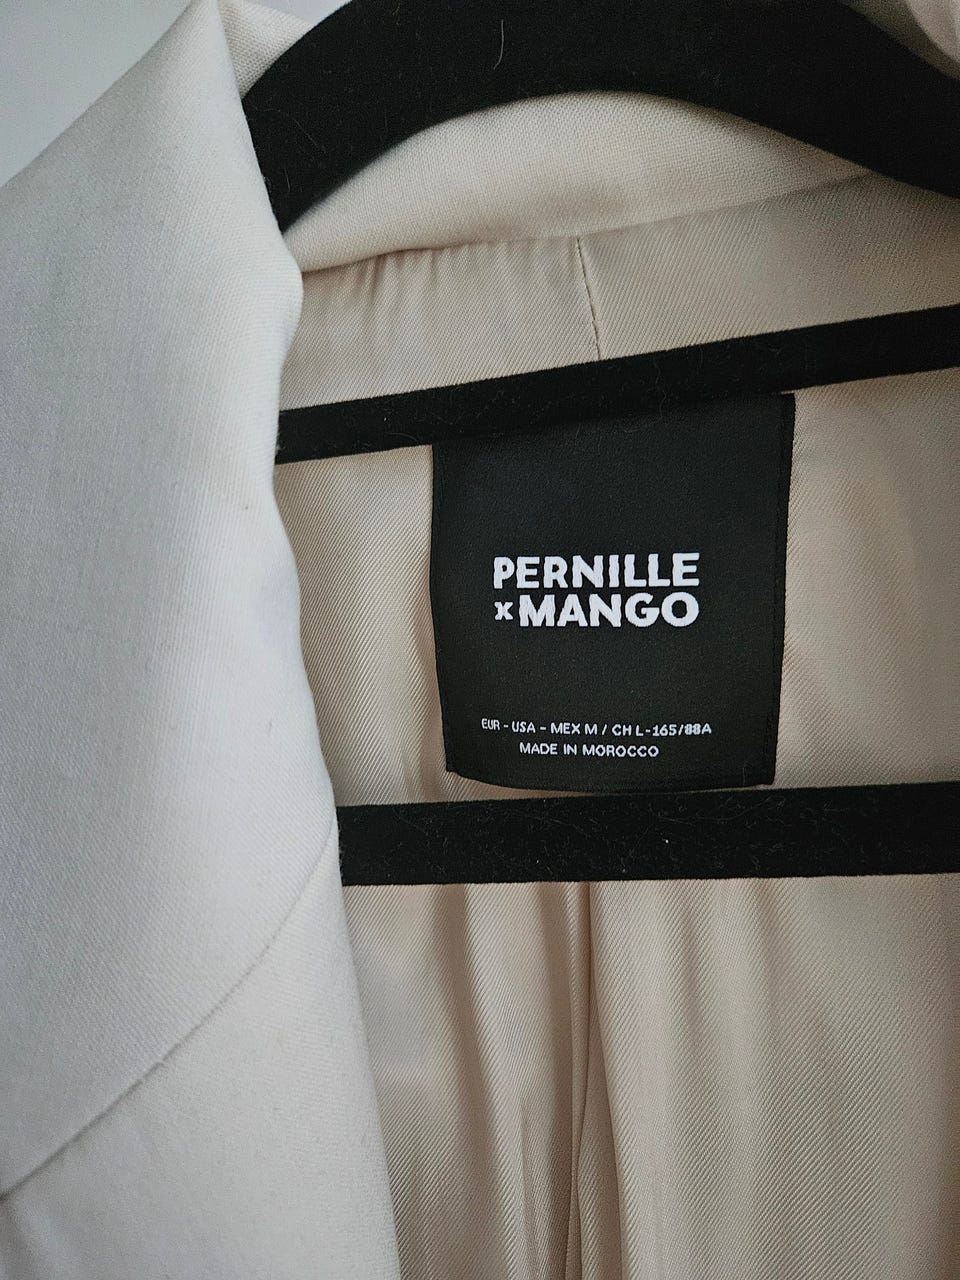 PERNILLE
x MANGO
EUR - USA - MEX M / CH L-165/88A
MADE IN MOROCCO